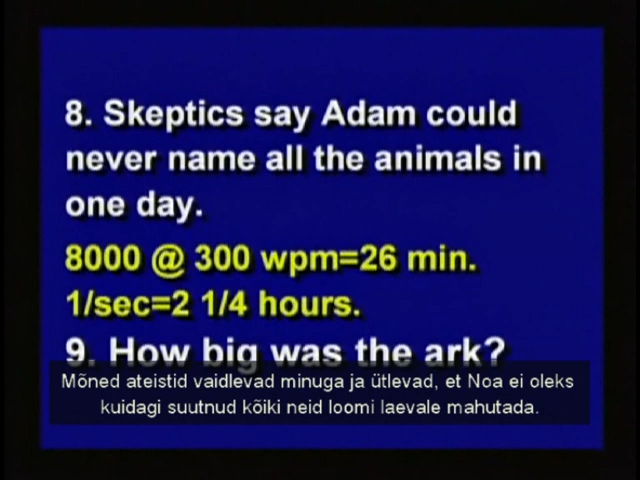 8. Skeptics say Adam could
never name all the animals in
one day.
8000 @ 300 wpm=26 min.
1/sec=2 1/4 hours.
9. How big was the ark?
Mõned ateistid vaidlevad minuga ja ütlevad, et Noa ei oleks
kuidagi suutnud kõiki neid loomi laevale mahutada.